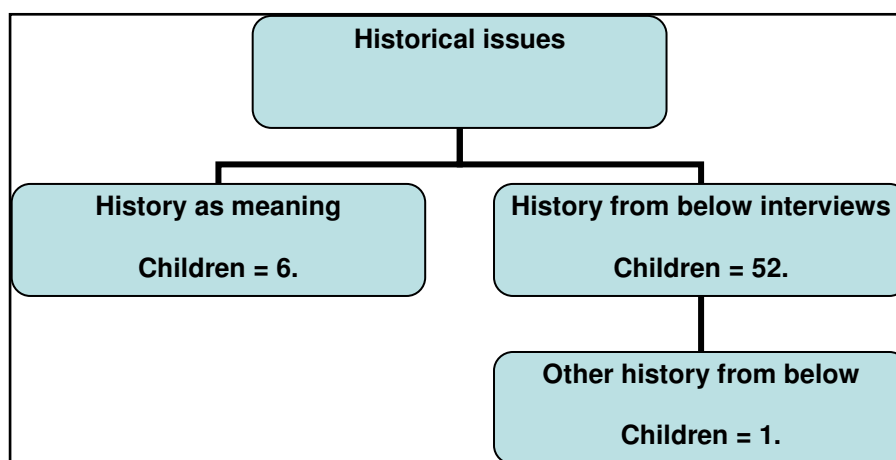 Historical issues
History as meaning
Children = 6.
History from below interviews
Children = 52.
Other history from below
Children = 1.